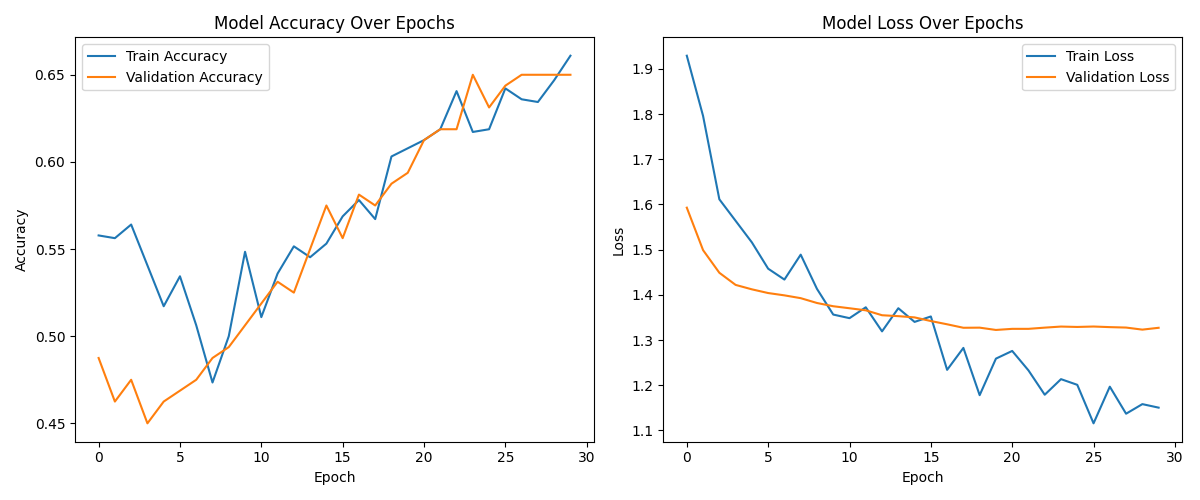 Model Accuracy Over Epochs
Train Accuracy
Validation Accuracy
Accuracy
0.65
0.60
0.55
0.50
0.45
0 5 10 15 20 25 30
Epoch
Model Loss Over Epochs
Train Loss
Validation Loss
Loss
1.9
1.8
1.7
1.6
1.5
1.4
1.3
1.2
1.1
0 5 10 15 20 25 30
Epoch